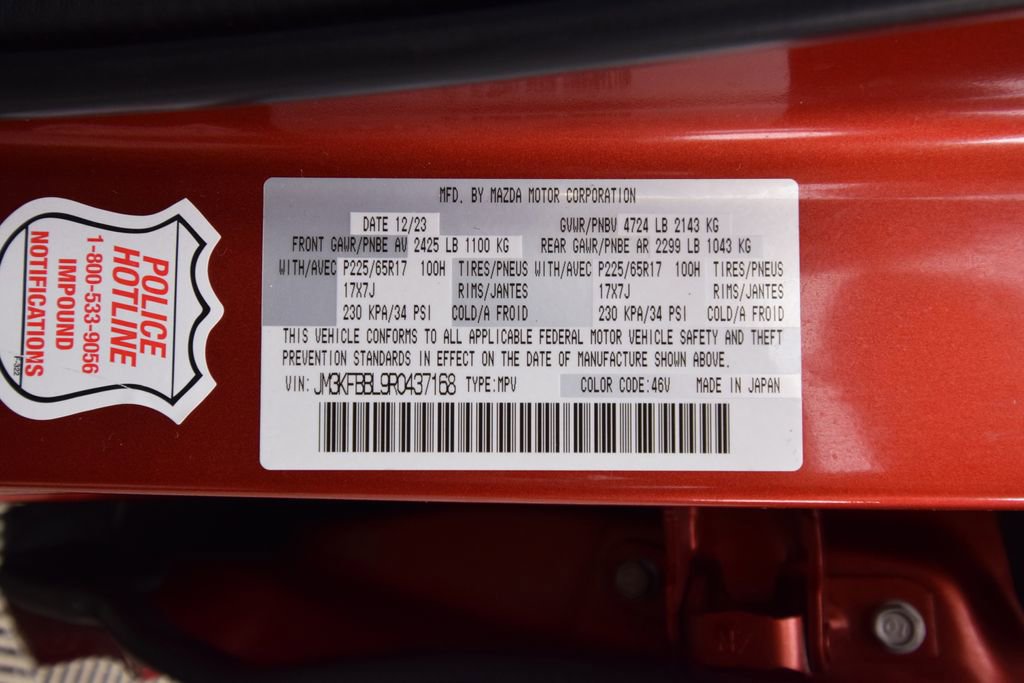 MFD. BY MAZDA MOTOR CORPORATION
DATE 12/23 GVWR/PNBV 4724 LB 2143 KG
FRONT GAWR/PNBE AV 2425 LB 1100 KG REAR GAWR/PNBE AR 2299 LB 1043 KG
WITH/AVEC P225/65R17 100H TIRES/PNEUS WITH/AVEC P225/65R17 100H TIRES/PNEUS
17X7J RIMS/JANTES 17X7J RIMS/JANTES
230 KPA/34 PSI COLD/A FROID 230 KPA/34 PSI COLD/A FROID
THIS VEHICLE CONFORMS TO ALL APPLICABLE FEDERAL MOTOR VEHICLE SAFETY AND THEFT
PREVENTION STANDARDS IN EFFECT ON THE DATE OF MANUFACTURE SHOWN ABOVE.
VIN: JM3KFBBL9R0437168 TYPE:MPV COLOR CODE:46V MADE IN JAPAN
POLICE
HOTLINE
1-800-533-9056
IMPOUND
NOTIFICATIONS
F-322